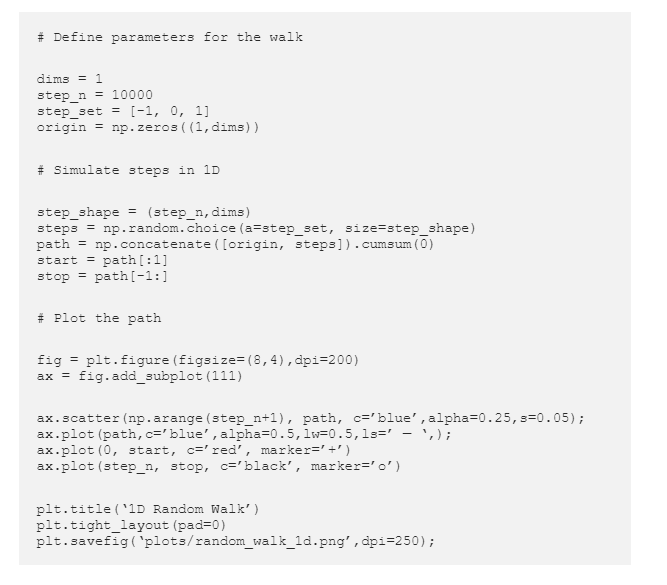 # Define parameters for the walk
dims = 1
step_n = 10000
step_set = [-1, 0, 1]
origin = np.zeros((1,dims))
# Simulate steps in 1D
step_shape = (step_n,dims)
steps = np.random.choice(a=step_set, size=step_shape)
path = np.concatenate([origin, steps]).cumsum(0)
start = path[:1]
stop = path[-1:]
# Plot the path
fig = plt.figure(figsize=(8,4),dpi=200)
ax = fig.add_subplot(111)
ax.scatter(np.arange(step_n+1), path, c=’blue’,alpha=0.25,s=0.05);
ax.plot(path,c=’blue’,alpha=0.5,lw=0.5,ls=’ — ‘,);
ax.plot(0, start, c=’red’, marker=’+’)
ax.plot(step_n, stop, c=’black’, marker=’o’)
plt.title(‘1D Random Walk’)
plt.tight_layout(pad=0)
plt.savefig(‘plots/random_walk_1d.png’,dpi=250);